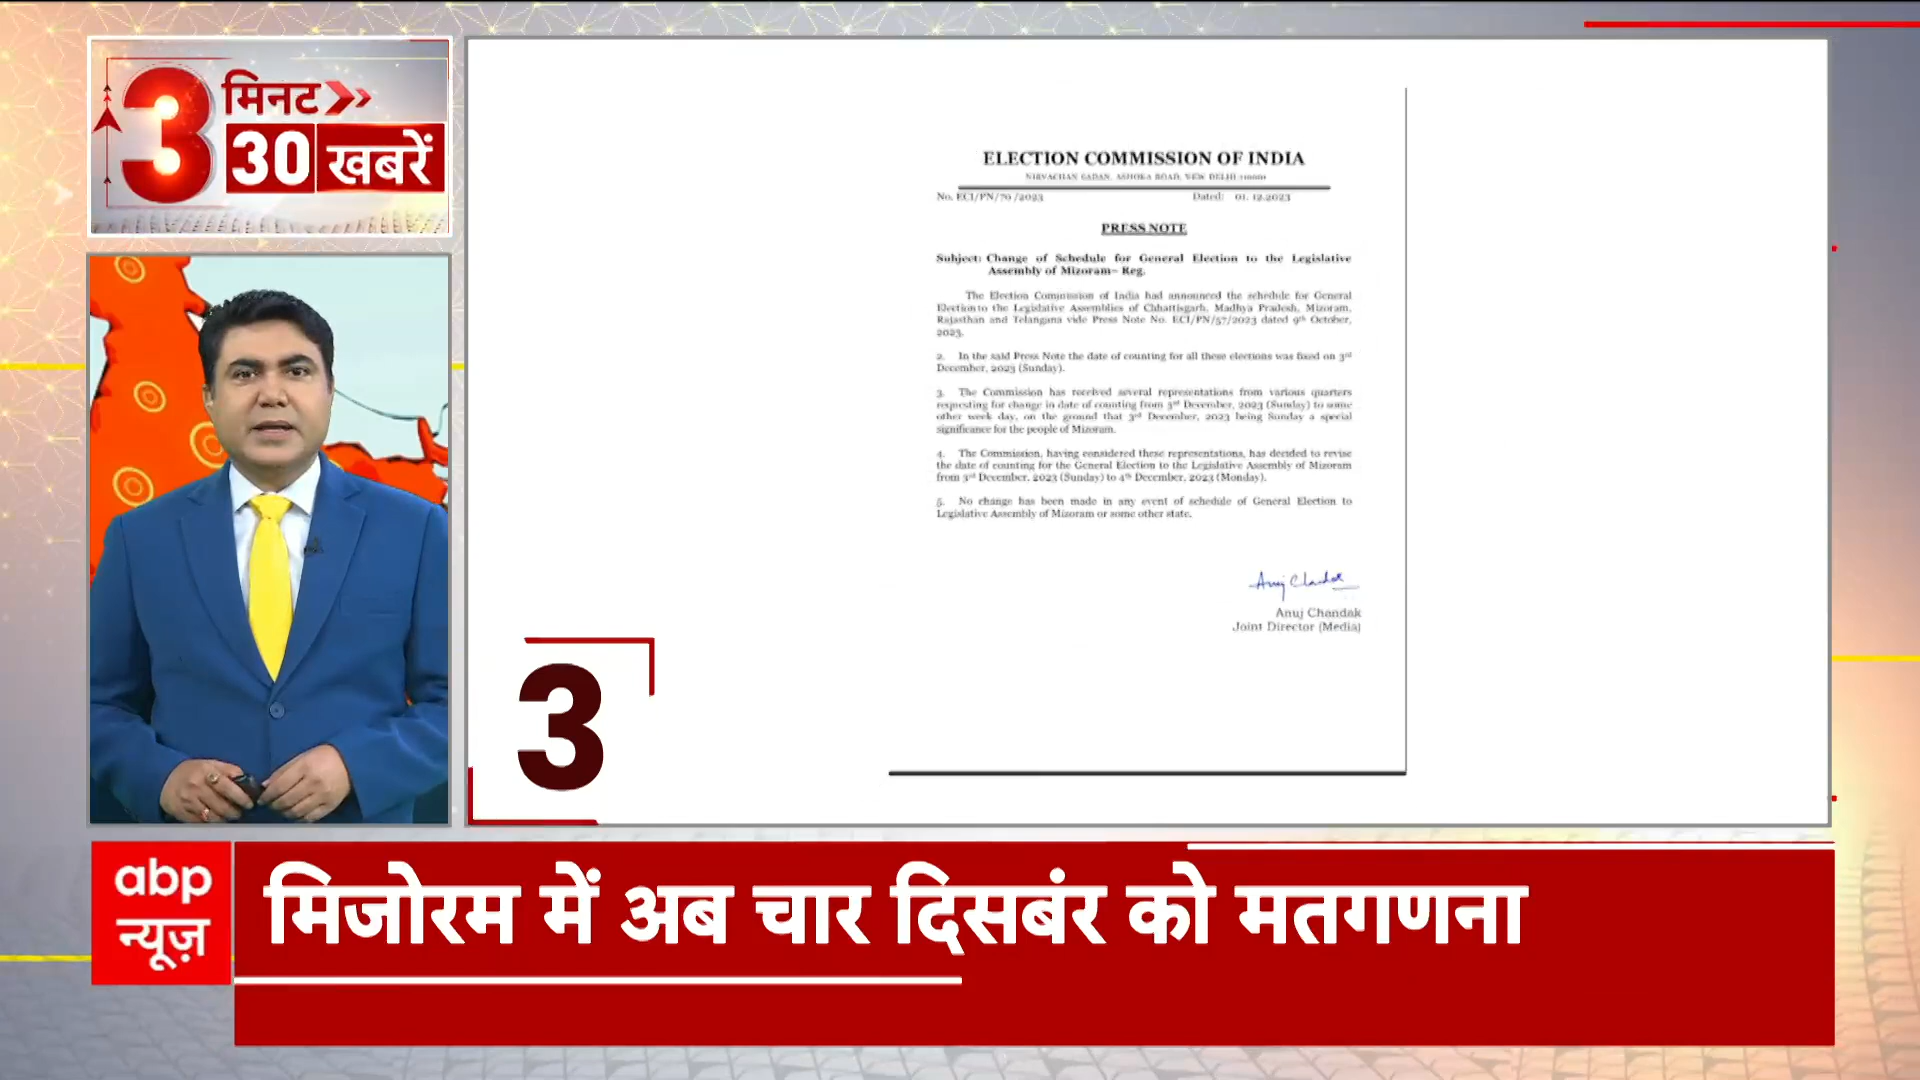 3 मिनट
30 खबरें
ELECTION COMMISSION OF INDIA
NIRVACHAN SADAN, ASHOKA ROAD, NEW DELHI-110001
No. ECI/PN/76 /2023 Dated: 01.12.2023
PRESS NOTE
Subject: Change of Schedule for General Election to the Legislative
Assembly of Mizoram– Reg.
The Election Commission of India had announced the schedule for General
Election to the Legislative Assemblies of Chhattisgarh, Madhya Pradesh, Mizoram,
Rajasthan and Telangana vide Press Note No. ECI/PN/57/2023 dated 9th October,
2023.
2. In the said Press Note the date of counting for all these elections was fixed on 3rd
December, 2023 (Sunday).
3. The Commission has received several representations from various quarters
requesting for change in date of counting from 3rd December, 2023 (Sunday) to some
other week day, on the ground that 3rd December, 2023 being Sunday a special
significance for the people of Mizoram.
4. The Commission, having considered these representations, has decided to revise
the date of counting for the General Election to the Legislative Assembly of Mizoram
from 3rd December, 2023 (Sunday) to 4th December, 2023 (Monday).
5. No change has been made in any event of schedule of General Election to
Legislative Assembly of Mizoram or some other state.
Anuj Chandak
Anuj Chandak
Joint Director (Media)
3
abp
न्यूज़
मिजोरम में अब चार दिसबंर को मतगणना